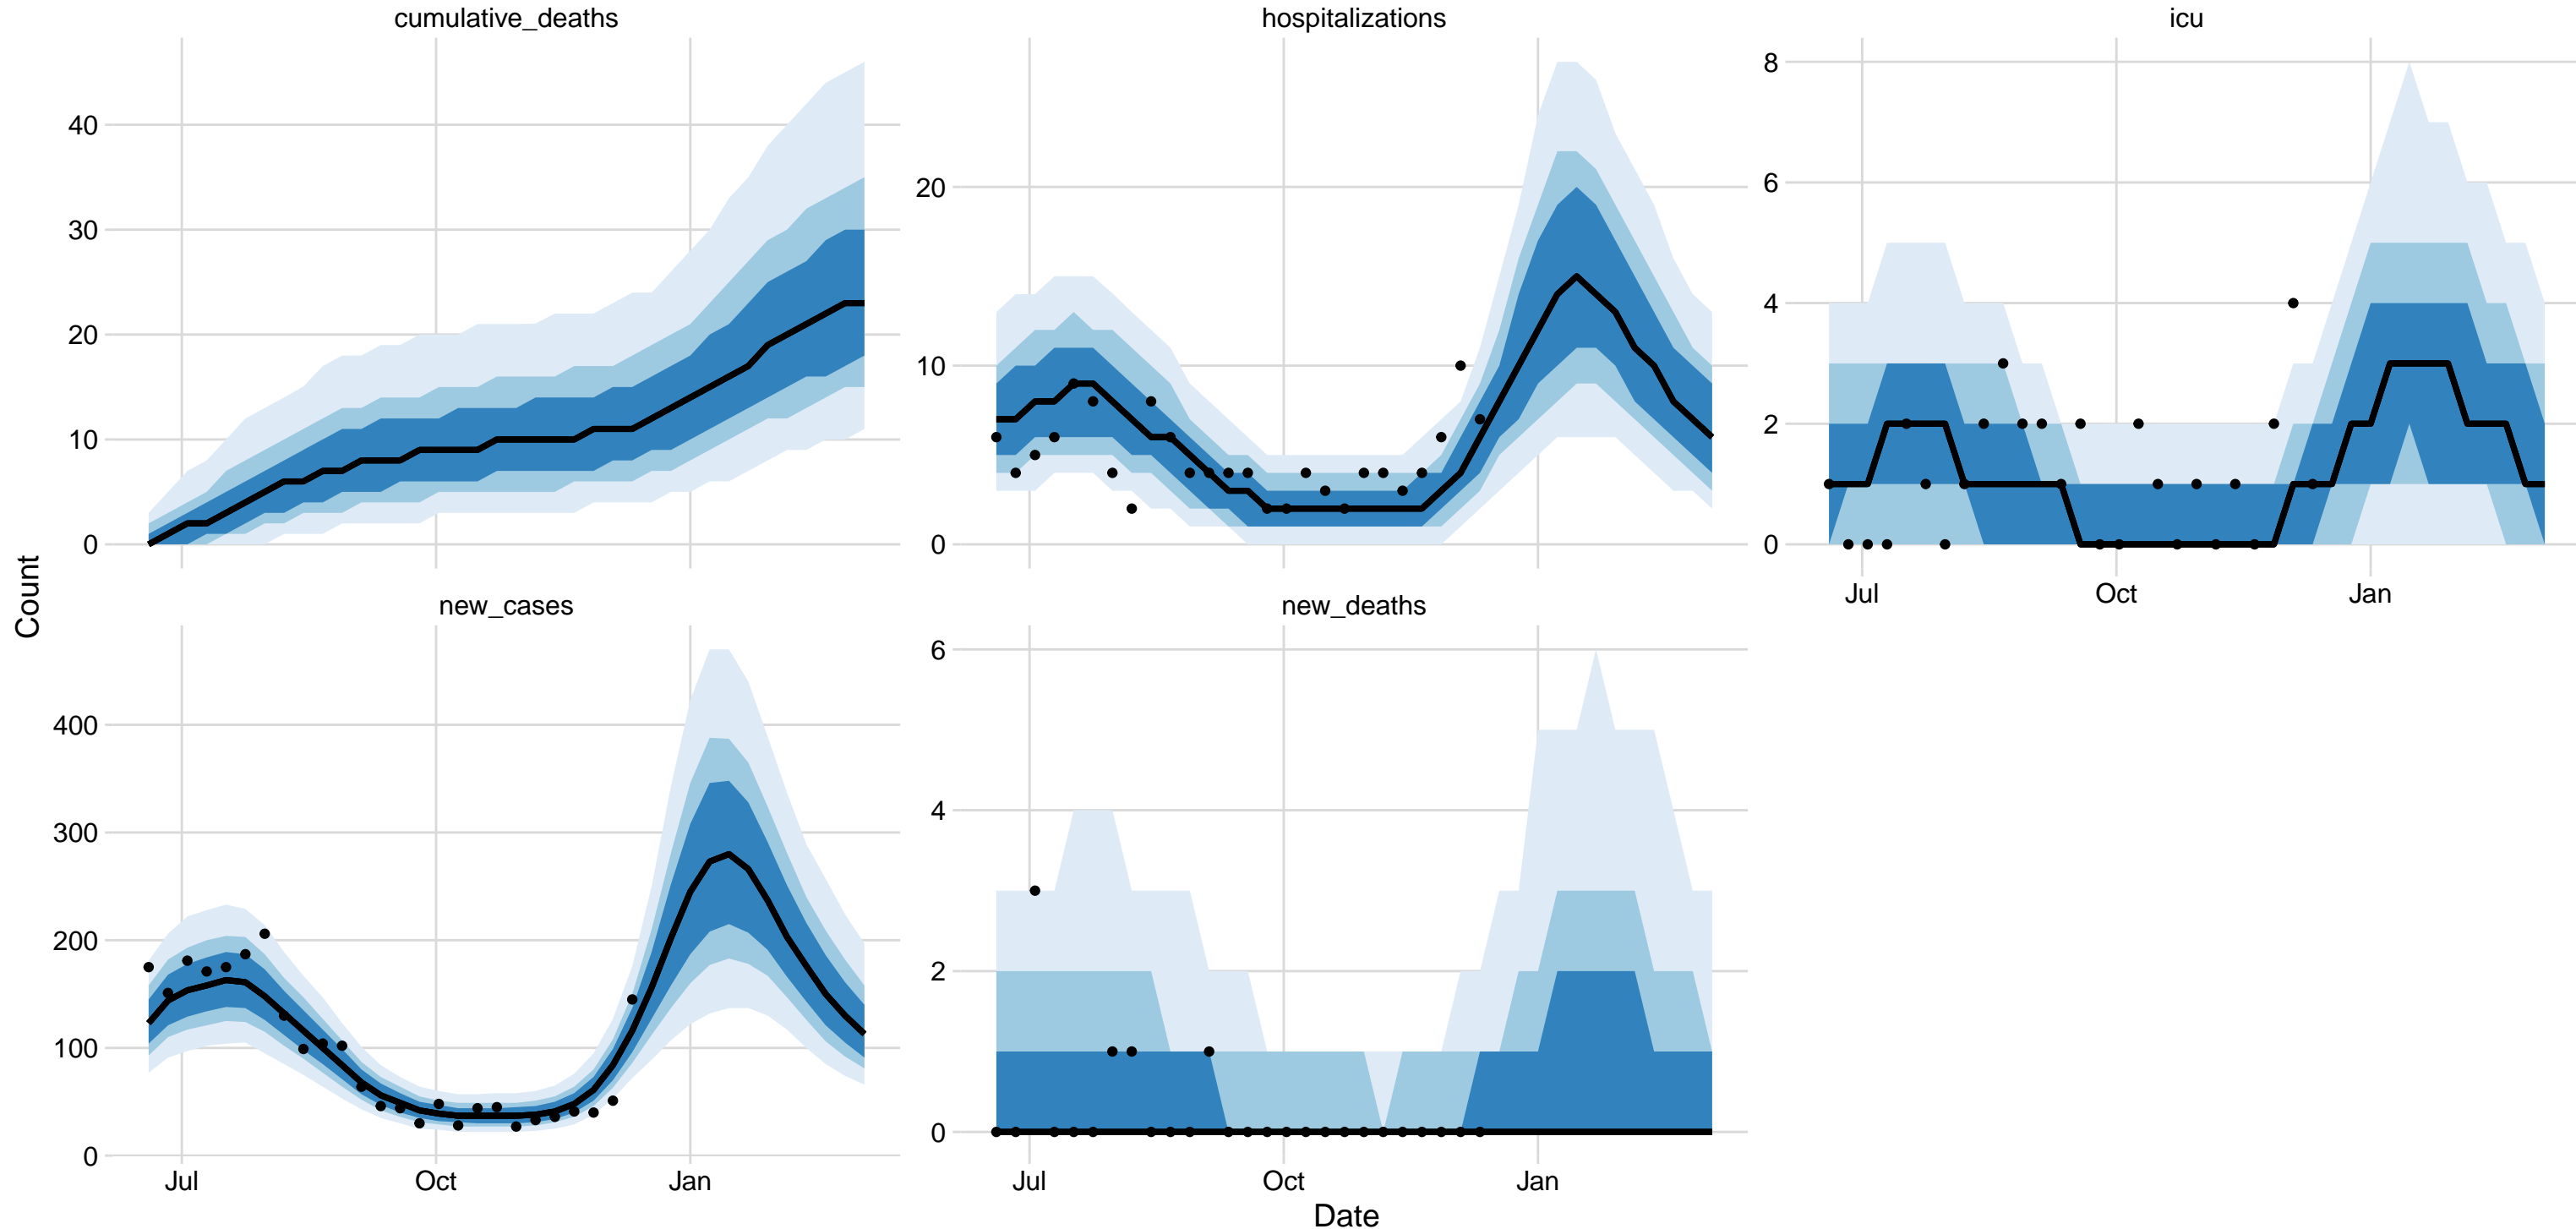 cumulative_deaths
hospitalizations
icu
40
30
20
10
0
20
10
0
8
6
4
2
0
Jul Oct Jan
Count
new_cases
new_deaths
400
300
200
100
0
6
4
2
0
Jul Oct Jan
Jul Oct Jan
Date